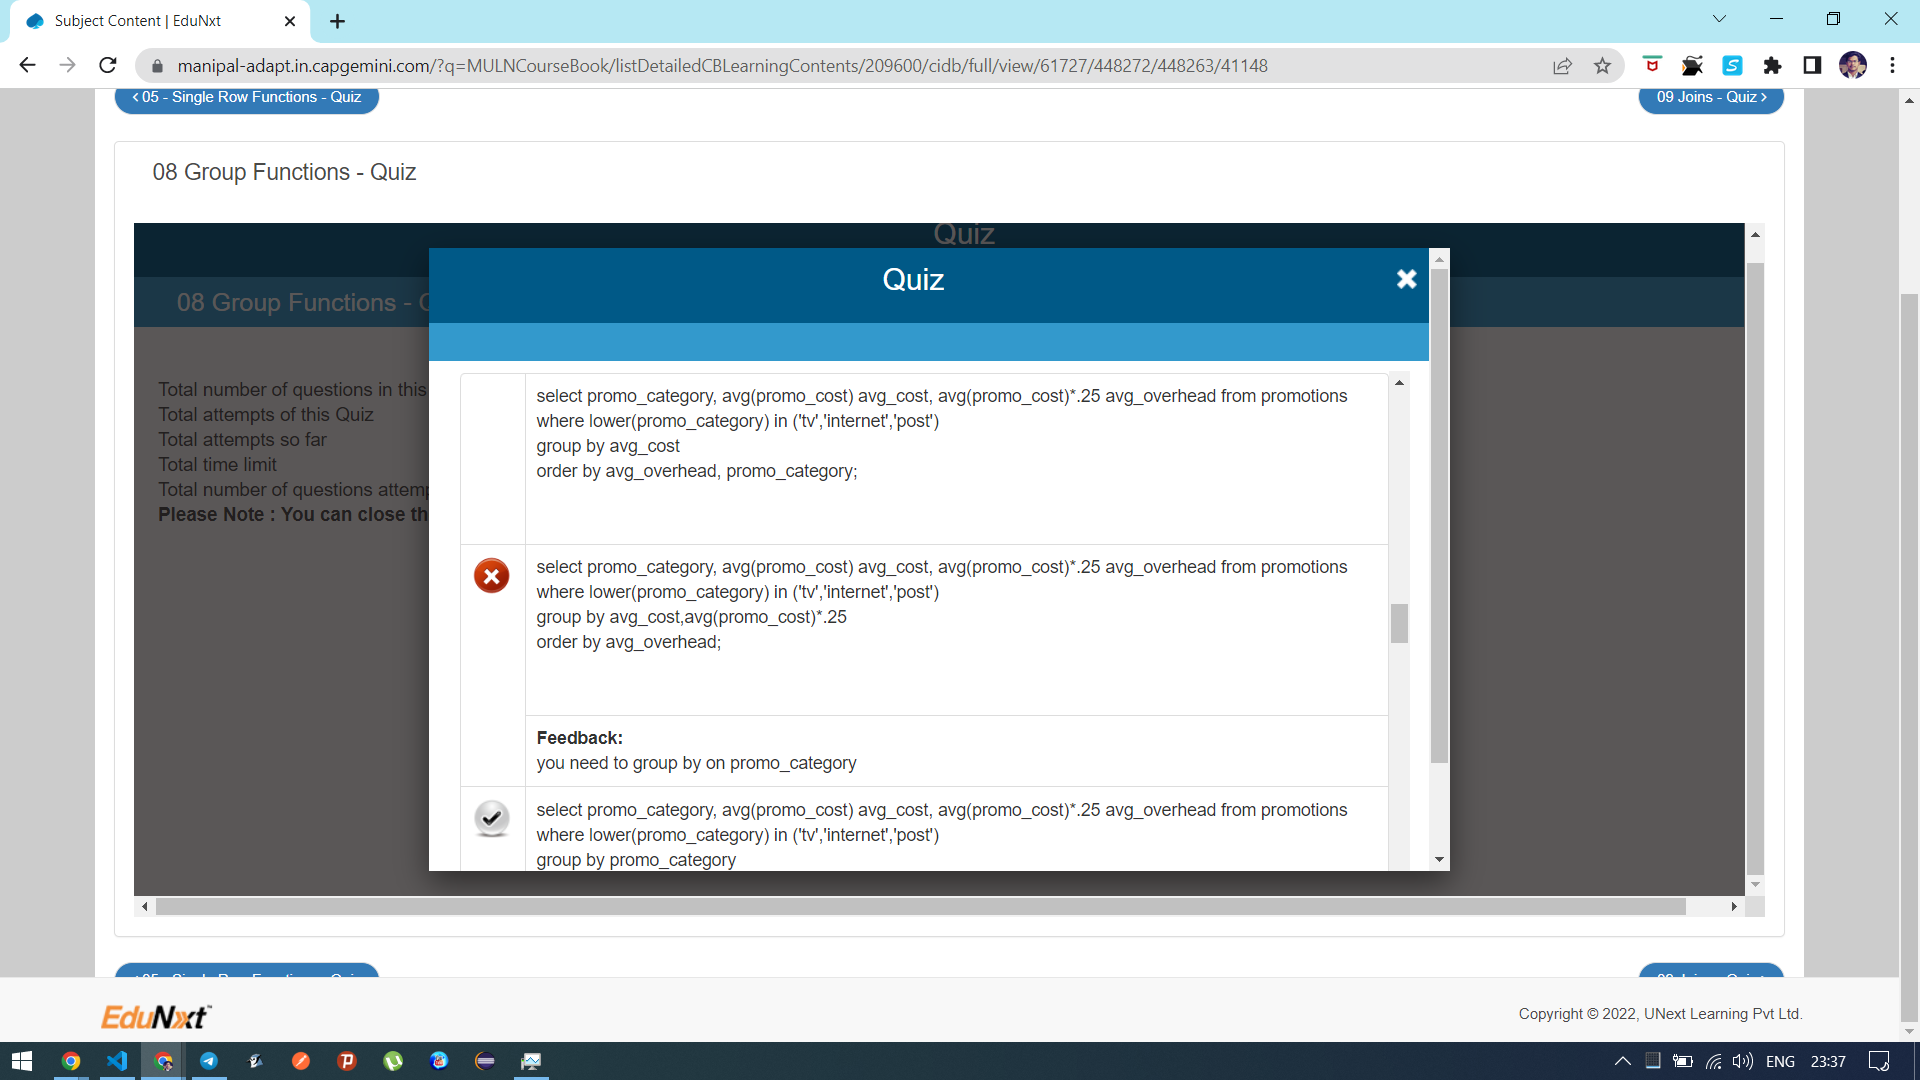 Subject Content | EduNxt
manipal-adapt.in.capgemini.com/?q=MULNCourseBook/listDetailedCBLearningContents/209600/cidb/full/view/61727/448272/448263/41148
< 05 - Single Row Functions - Quiz
09 Joins - Quiz >
08 Group Functions - Quiz
Quiz
08 Group Functions - Q
Quiz
Total number of questions in this
Total attempts of this Quiz
Total attempts so far
Total time limit
Total number of questions attemp
Please Note : You can close th
select promo_category, avg(promo_cost) avg_cost, avg(promo_cost)*.25 avg_overhead from promotions
where lower(promo_category) in ('tv','internet','post')
group by avg_cost
order by avg_overhead, promo_category;
select promo_category, avg(promo_cost) avg_cost, avg(promo_cost)*.25 avg_overhead from promotions
where lower(promo_category) in ('tv','internet','post')
group by avg_cost,avg(promo_cost)*.25
order by avg_overhead;
Feedback:
you need to group by on promo_category
select promo_category, avg(promo_cost) avg_cost, avg(promo_cost)*.25 avg_overhead from promotions
where lower(promo_category) in ('tv','internet','post')
group by promo_category
EduNxt™
Copyright © 2022, UNext Learning Pvt Ltd.
ENG
23:37